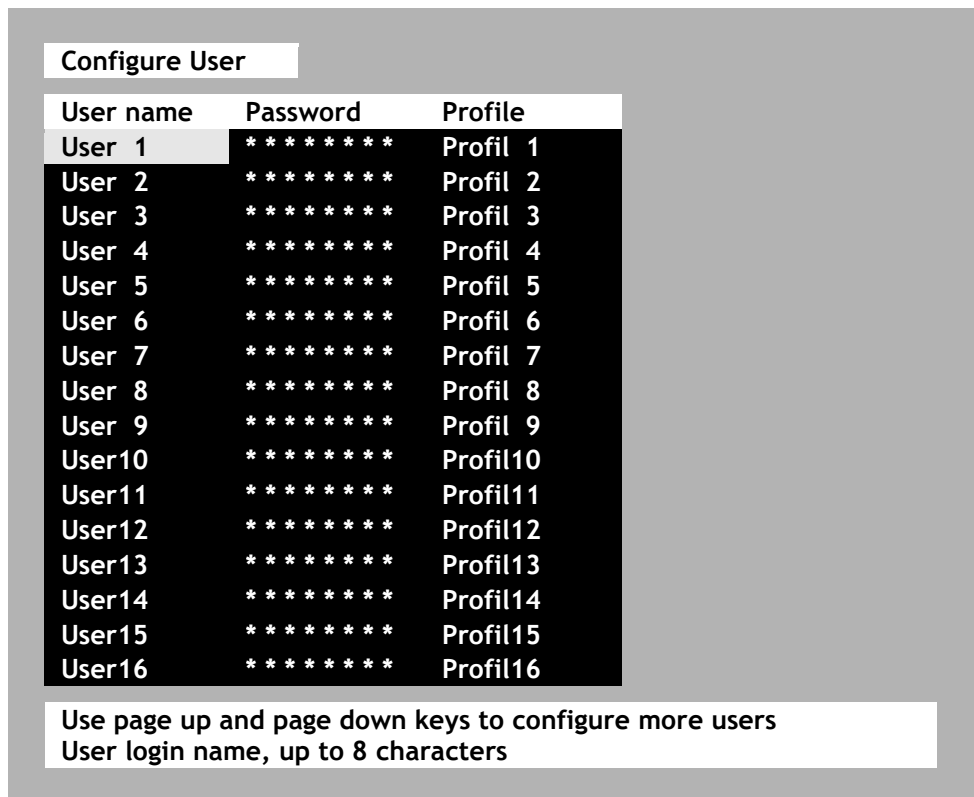 Configure User
User name Password Profile
User 1 * * * * * * * * Profil 1
User 2 * * * * * * * * Profil 2
User 3 * * * * * * * * Profil 3
User 4 * * * * * * * * Profil 4
User 5 * * * * * * * * Profil 5
User 6 * * * * * * * * Profil 6
User 7 * * * * * * * * Profil 7
User 8 * * * * * * * * Profil 8
User 9 * * * * * * * * Profil 9
User10 * * * * * * * * Profil10
User11 * * * * * * * * Profil11
User12 * * * * * * * * Profil12
User13 * * * * * * * * Profil13
User14 * * * * * * * * Profil14
User15 * * * * * * * * Profil15
User16 * * * * * * * * Profil16
Use page up and page down keys to configure more users
User login name, up to 8 characters